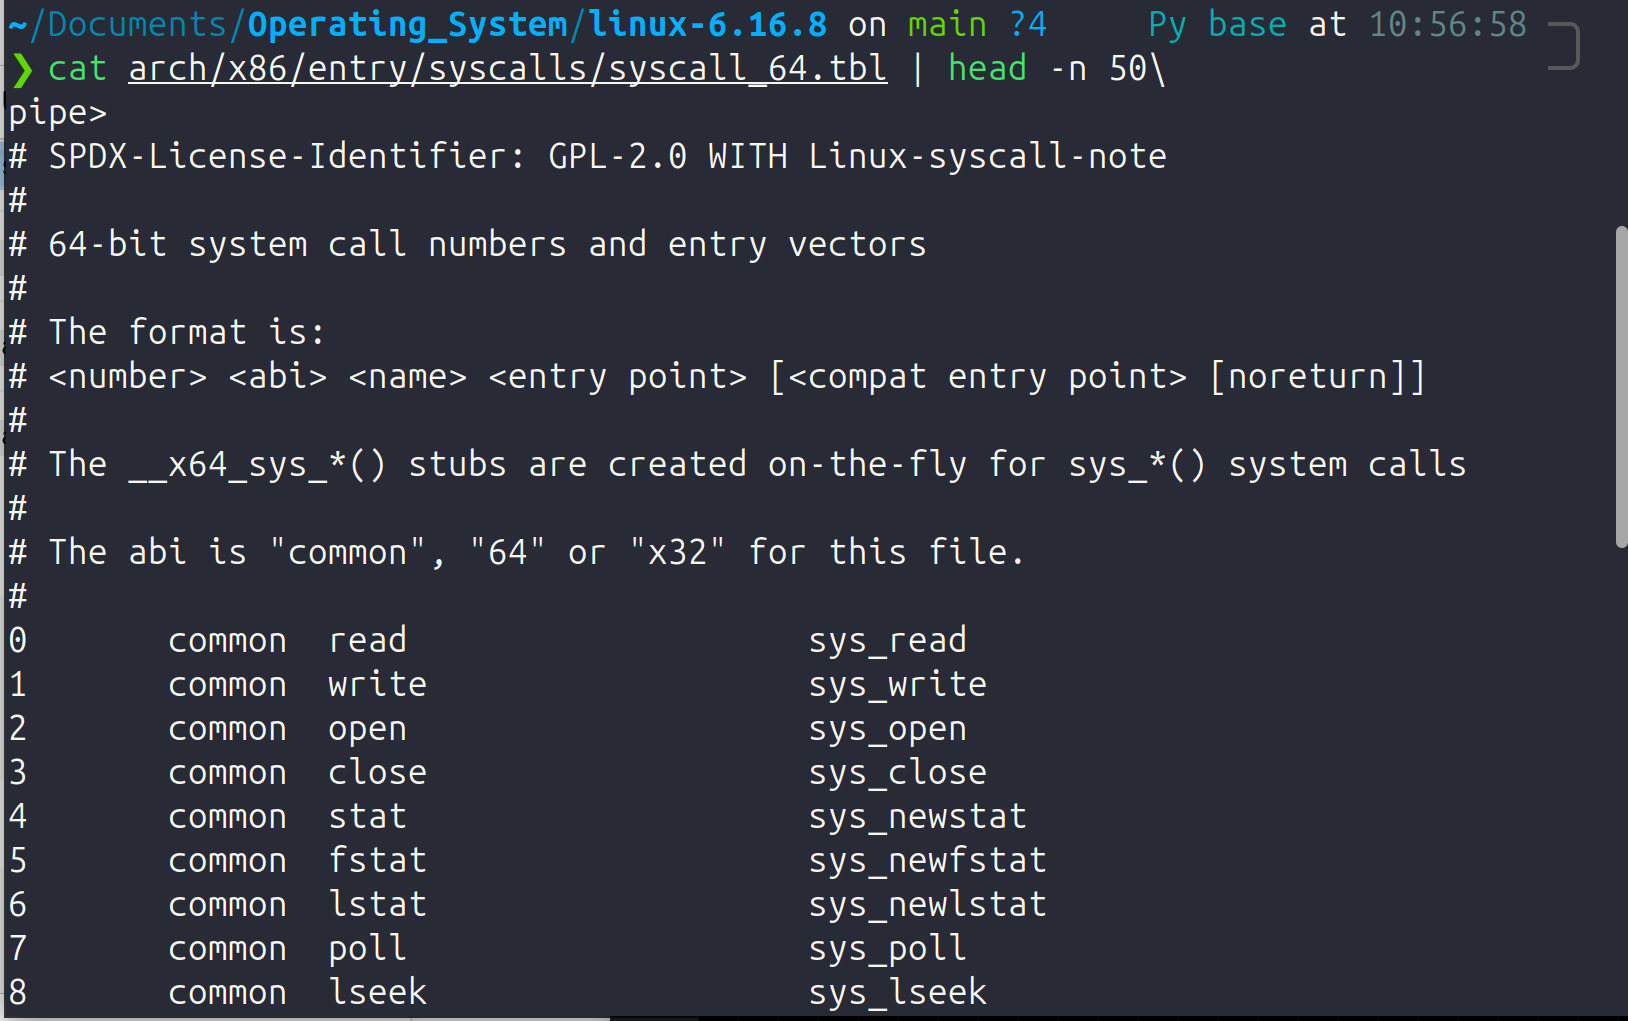 ~/Documents/Operating_System/linux-6.16.8 on main ?4 Py base at 10:56:58
❯ cat arch/x86/entry/syscalls/syscall_64.tbl | head -n 50\
pipe>
# SPDX-License-Identifier: GPL-2.0 WITH Linux-syscall-note
#
# 64-bit system call numbers and entry vectors
#
# The format is:
# <number> <abi> <name> <entry point> [<compat entry point> [noreturn]]
#
# The __x64_sys_*() stubs are created on-the-fly for sys_*() system calls
#
# The abi is "common", "64" or "x32" for this file.
#
0 common read sys_read
1 common write sys_write
2 common open sys_open
3 common close sys_close
4 common stat sys_newstat
5 common fstat sys_newfstat
6 common lstat sys_newlstat
7 common poll sys_poll
8 common lseek sys_lseek